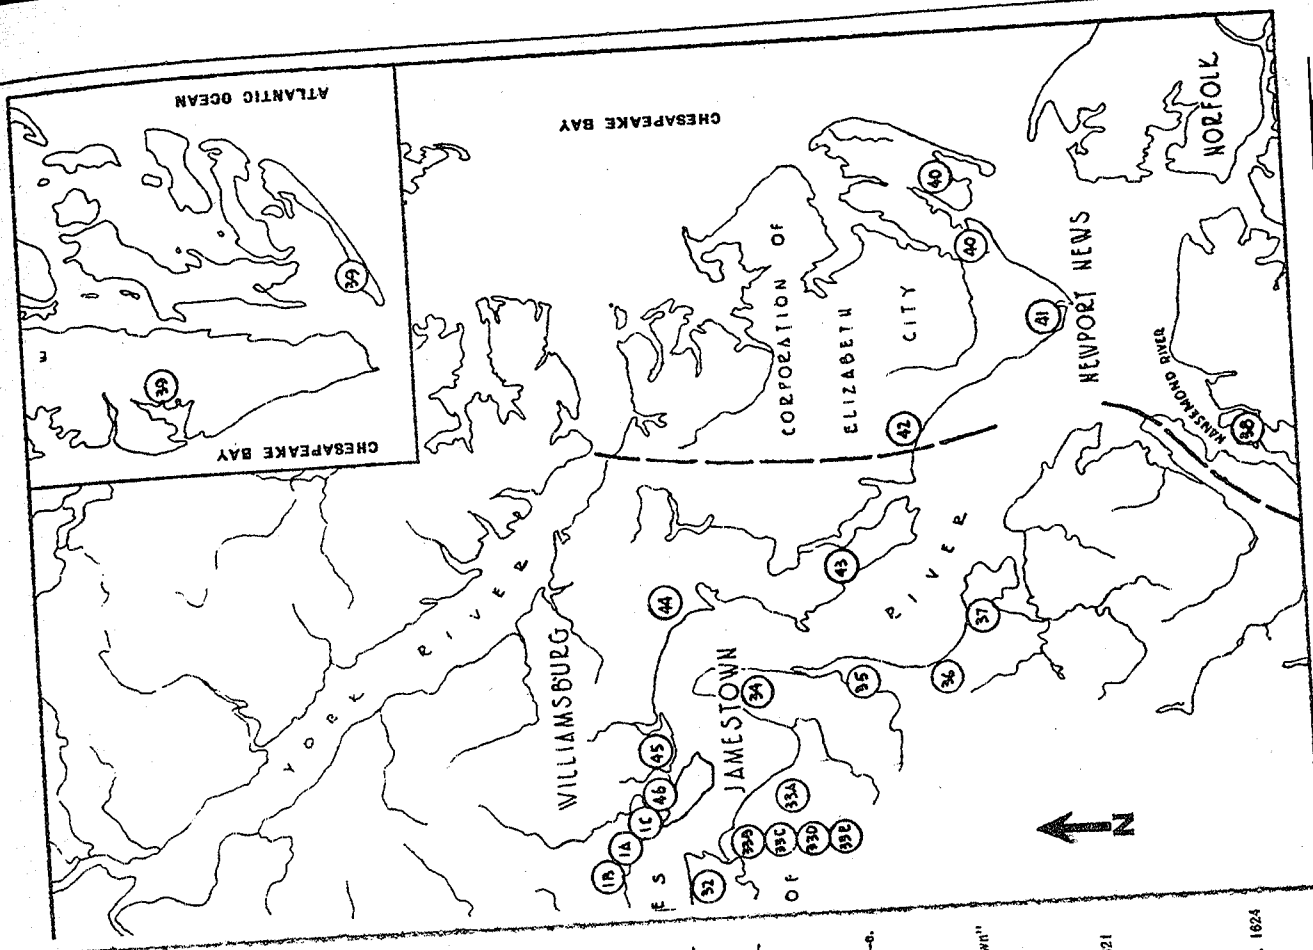 ATLANTIC OCEAN
CHESAPEAKE BAY
39
39
E
CHESAPEAKE BAY
NORFOLK
40
CORPORATION OF
ELIZABETH
CITY
40
41
NEWPORT NEWS
42
NANSEMOND RIVER
38
YORK RIVER
WILLIAMSBURG
44
43
RIVER
37
36
35
34
JAMESTOWN
45
46
1C
1A
1B
33A
33B
33C
33D
33E
32
ES
OF
N
wn"
21
, 1624